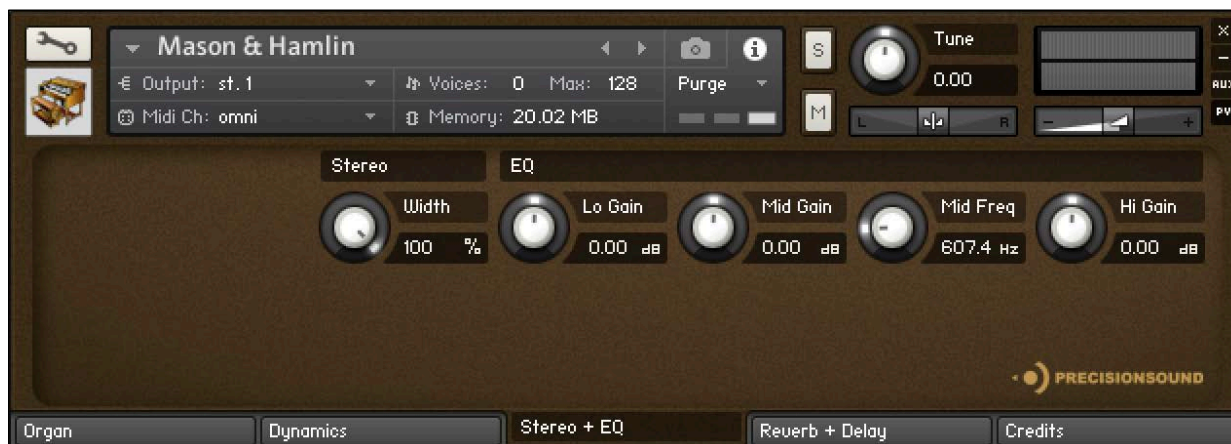 Mason & Hamlin
Output: st. 1
Voices: 0 Max: 128
Purge
Midi Ch: omni
Memory: 20.02 MB
S
M
Tune
0.00
L R
- +
x
-
AUX
PV
Stereo
EQ
Width
100 %
Lo Gain
0.00 dB
Mid Gain
0.00 dB
Mid Freq
607.4 Hz
Hi Gain
0.00 dB
PRECISIONSOUND
Organ
Dynamics
Stereo + EQ
Reverb + Delay
Credits